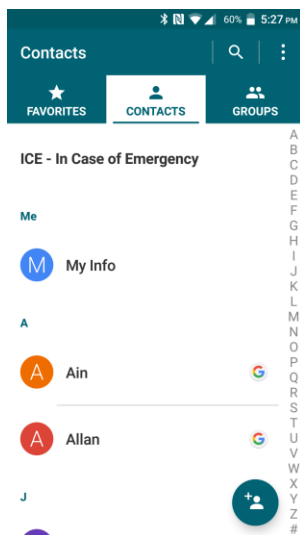 60% 5:27 PM
Contacts
FAVORITES CONTACTS GROUPS
ICE - In Case of Emergency
Me
M My Info
A
A Ain G
A Allan G
J
A
B
C
D
E
F
G
H
I
J
K
L
M
N
O
P
Q
R
S
T
U
V
W
X
Y
Z
#